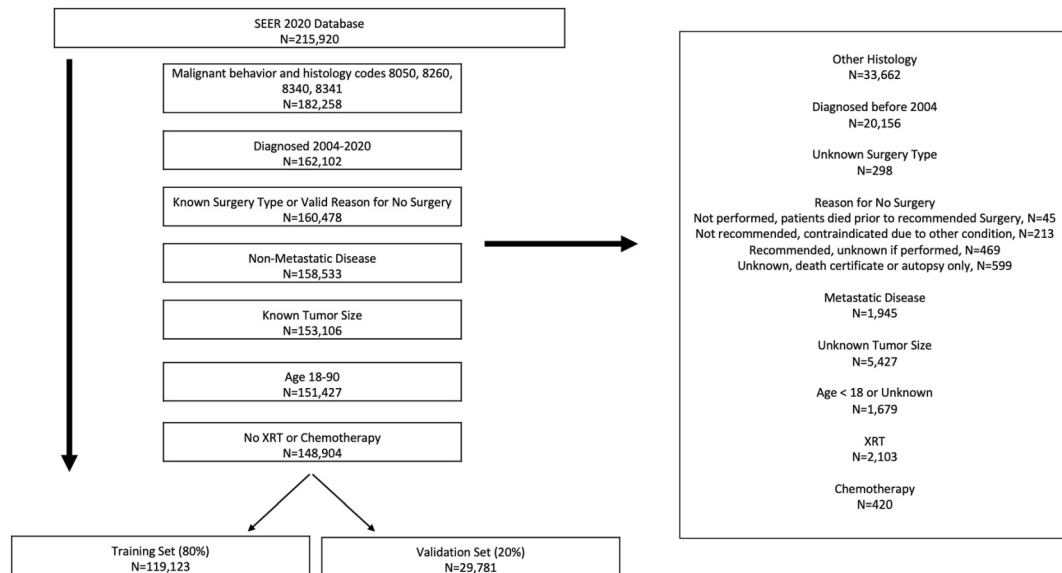 SEER 2020 Database
N=215,920
Malignant behavior and histology codes 8050, 8260,
8340, 8341
N=182,258
Diagnosed 2004-2020
N=162,102
Known Surgery Type or Valid Reason for No Surgery
N=160,478
Non-Metastatic Disease
N=158,533
Known Tumor Size
N=153,106
Age 18-90
N=151,427
No XRT or Chemotherapy
N=148,904
Training Set (80%)
N=119,123
Validation Set (20%)
N=29,781
Other Histology
N=33,662
Diagnosed before 2004
N=20,156
Unknown Surgery Type
N=298
Reason for No Surgery
Not performed, patients died prior to recommended Surgery, N=45
Not recommended, contraindicated due to other condition, N=213
Recommended, unknown if performed, N=469
Unknown, death certificate or autopsy only, N=599
Metastatic Disease
N=1,945
Unknown Tumor Size
N=5,427
Age < 18 or Unknown
N=1,679
XRT
N=2,103
Chemotherapy
N=420